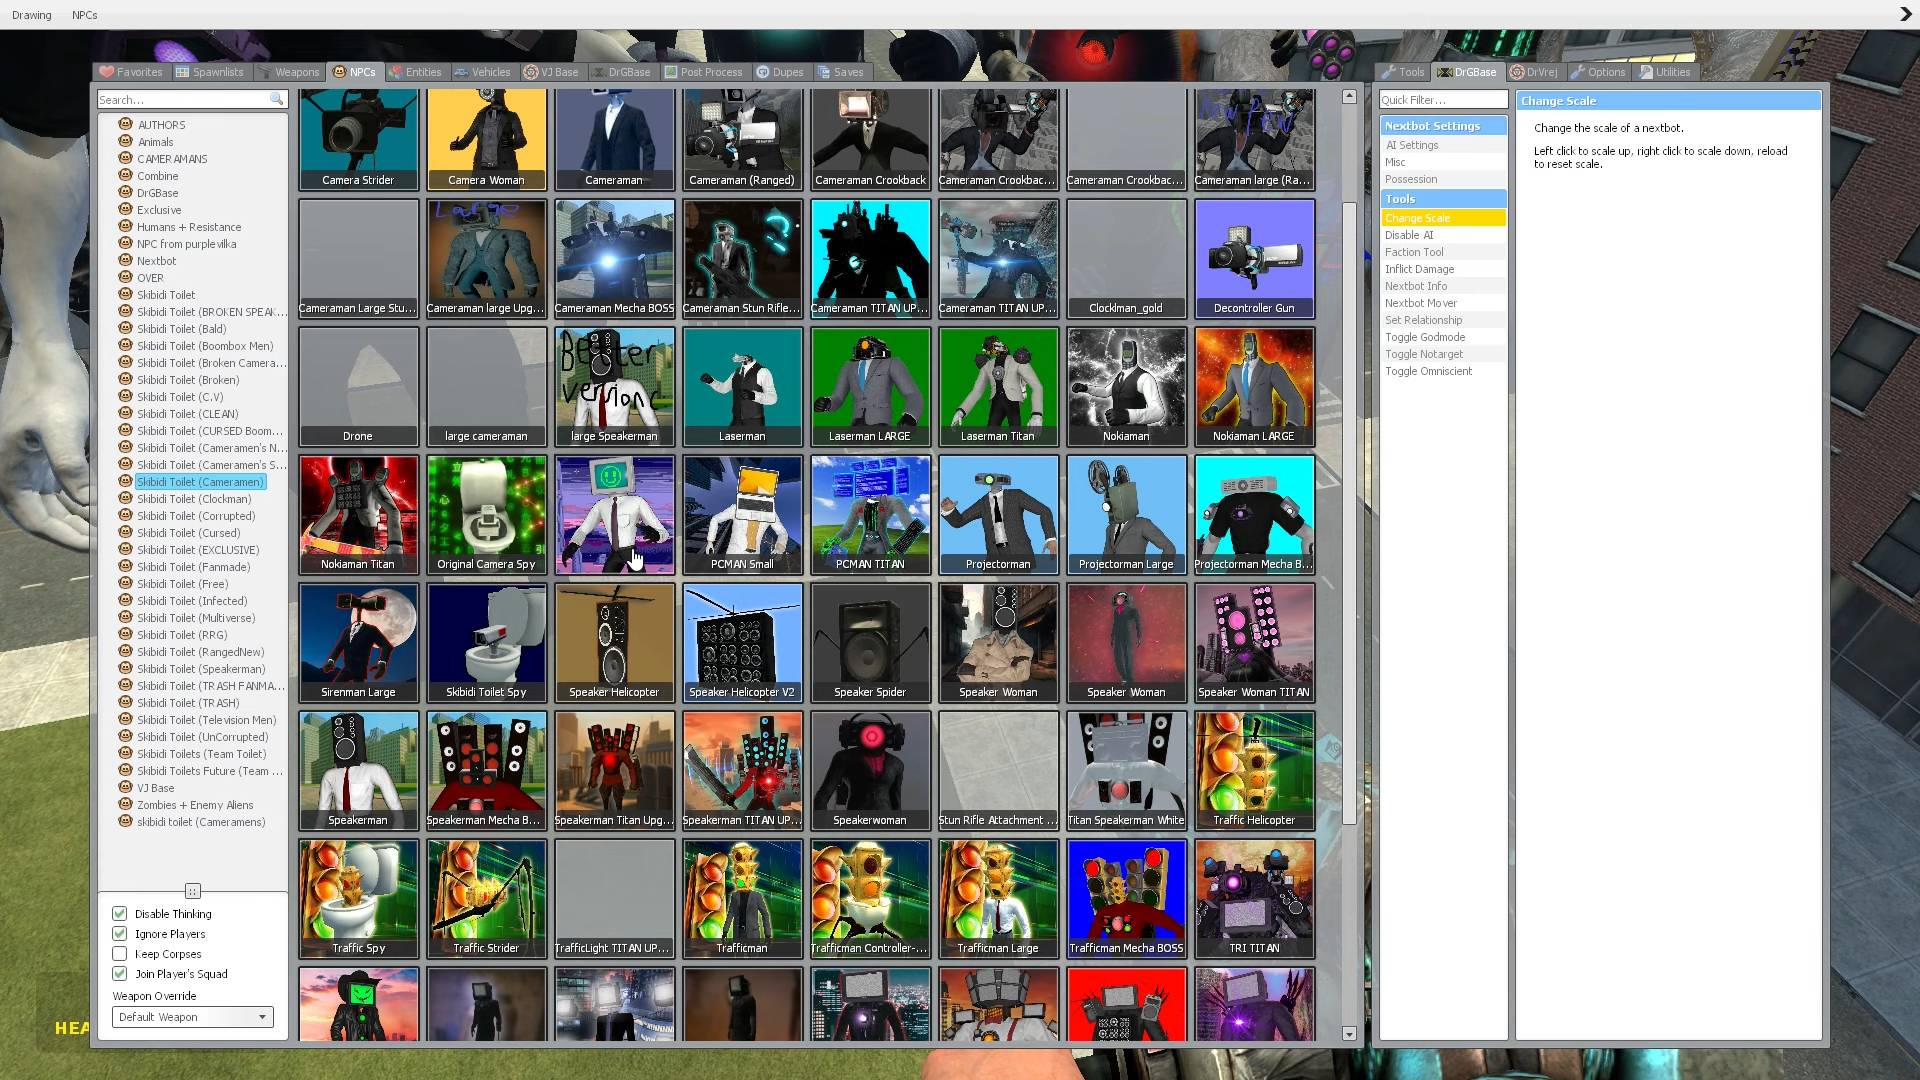 Drawing NPCs
Favorites Spawnlists Weapons NPCs Entities Vehicles VJ Base DrGBase Post Process Dupes Saves
Search...
AUTHORS
Animals
CAMERAMANS
Combine
DrGBase
Exclusive
Humans + Resistance
NPC from purplevilka
Nextbot
OVER
Skibidi Toilet
Skibidi Toilet (BROKEN SPEAK...
Skibidi Toilet (Bald)
Skibidi Toilet (Boombox Men)
Skibidi Toilet (Broken Camera...
Skibidi Toilet (Broken)
Skibidi Toilet (C.V)
Skibidi Toilet (CLEAN)
Skibidi Toilet (CURSED Boom...
Skibidi Toilet (Cameramen's N...
Skibidi Toilet (Cameramen's S...
Skibidi Toilet (Cameramen)
Skibidi Toilet (Clockman)
Skibidi Toilet (Corrupted)
Skibidi Toilet (Cursed)
Skibidi Toilet (EXCLUSIVE)
Skibidi Toilet (Fanmade)
Skibidi Toilet (Free)
Skibidi Toilet (Infected)
Skibidi Toilet (Multiverse)
Skibidi Toilet (RRG)
Skibidi Toilet (RangedNew)
Skibidi Toilet (Speakerman)
Skibidi Toilet (TRASH FANMA...
Skibidi Toilet (TRASH)
Skibidi Toilet (Television Men)
Skibidi Toilet (UnCorrupted)
Skibidi Toilets (Team Toilet)
Skibidi Toilets Future (Team ...
VJ Base
Zombies + Enemy Aliens
skibidi toilet (Cameramens)
Disable Thinking
Ignore Players
Keep Corpses
Join Player's Squad
Weapon Override
Default Weapon
HEA
Camera Strider Camera Woman Cameraman Cameraman (Ranged) Cameraman Crookback Cameraman Crookbac... Cameraman Crookbac... Cameraman large (Ra...
Large
Cameraman Large Stu... Cameraman large Upg... Cameraman Mecha BOSS Cameraman Stun Rifle... Cameraman TITAN UP... Cameraman TITAN UP... Clocklman_gold Decontroller Gun
Better
version
Drone large cameraman large Speakerman Laserman Laserman LARGE Laserman Titan Nokiaman Nokiaman LARGE
Nokiaman Titan Original Camera Spy PCMAN Small PCMAN TITAN Projectorman Projectorman Large Projectorman Mecha B...
Sirenman Large Skibidi Toilet Spy Speaker Helicopter Speaker Helicopter V2 Speaker Spider Speaker Woman Speaker Woman Speaker Woman TITAN
Speakerman Speakerman Mecha B... Speakerman Titan Upg... Speakerman TITAN UP... Speakerwoman Stun Rifle Attachment ... Titan Speakerman White Traffic Helicopter
Traffic Spy Traffic Strider TrafficLight TITAN UP... Trafficman Trafficman Controller-... Trafficman Large Trafficman Mecha BOSS TRI TITAN
Tools DrGBase DrVrej Options Utilities
Quick Filter...
Nextbot Settings
AI Settings
Misc
Possession
Tools
Change Scale
Disable AI
Faction Tool
Inflict Damage
Nextbot Info
Nextbot Mover
Set Relationship
Toggle Godmode
Toggle Notarget
Toggle Omniscient
Change Scale
Change the scale of a nextbot.
Left click to scale up, right click to scale down, reload
to reset scale.